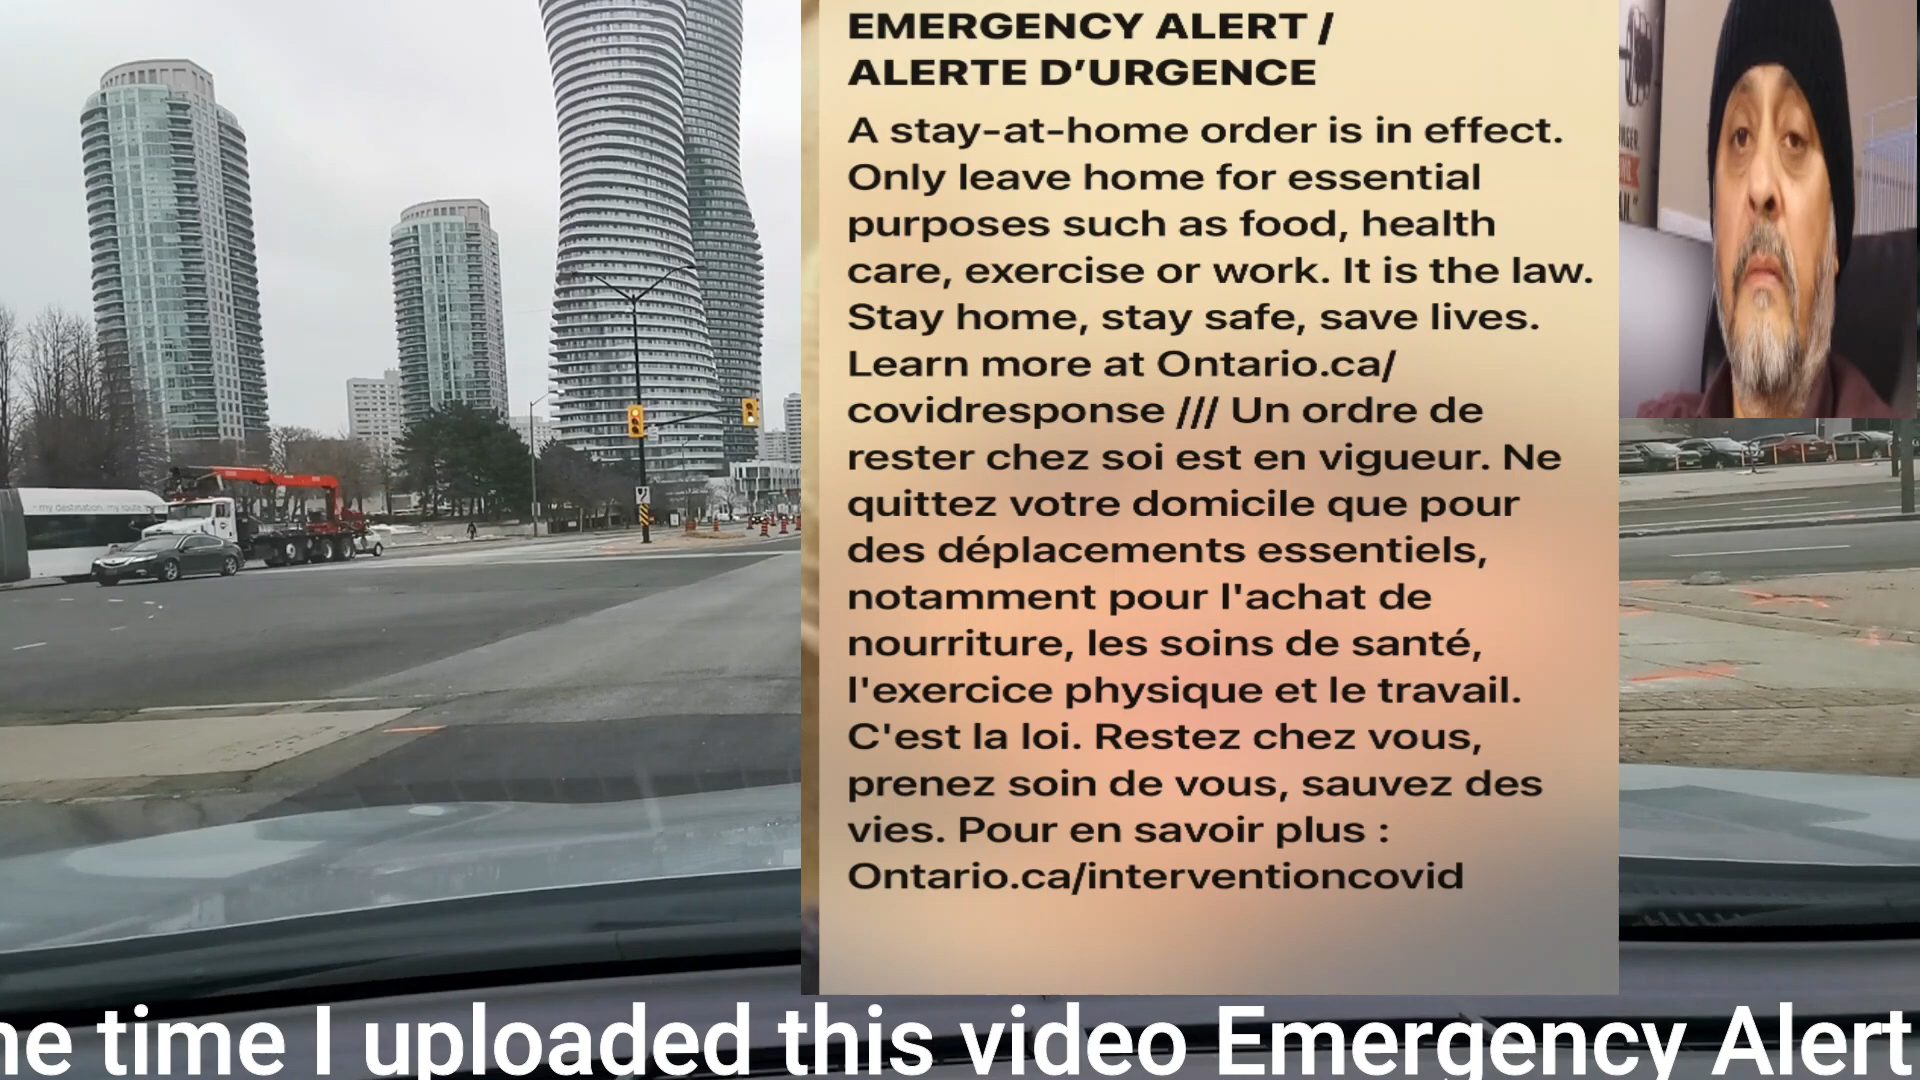 EMERGENCY ALERT /
ALERTE D’URGENCE
A stay-at-home order is in effect.
Only leave home for essential
purposes such as food, health
care, exercise or work. It is the law.
Stay home, stay safe, save lives.
Learn more at Ontario.ca/
covidresponse /// Un ordre de
rester chez soi est en vigueur. Ne
quittez votre domicile que pour
des déplacements essentiels,
notamment pour l'achat de
nourriture, les soins de santé,
l'exercice physique et le travail.
C'est la loi. Restez chez vous,
prenez soin de vous, sauvez des
vies. Pour en savoir plus :
Ontario.ca/interventioncovid
my destination. my route
time I uploaded this video Emergency Alert